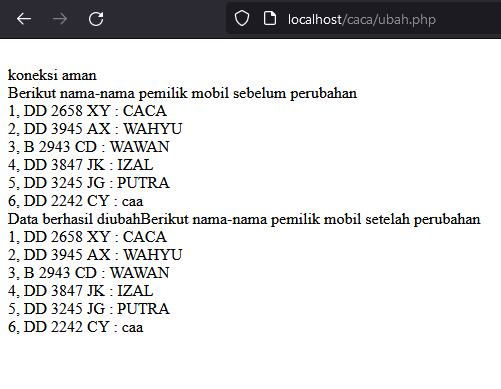 localhost/caca/ubah.php
koneksi aman
Berikut nama-nama pemilik mobil sebelum perubahan
1, DD 2658 XY : CACA
2, DD 3945 AX : WAHYU
3, B 2943 CD : WAWAN
4, DD 3847 JK : IZAL
5, DD 3245 JG : PUTRA
6, DD 2242 CY : caa
Data berhasil diubahBerikut nama-nama pemilik mobil setelah perubahan
1, DD 2658 XY : CACA
2, DD 3945 AX : WAHYU
3, B 2943 CD : WAWAN
4, DD 3847 JK : IZAL
5, DD 3245 JG : PUTRA
6, DD 2242 CY : caa